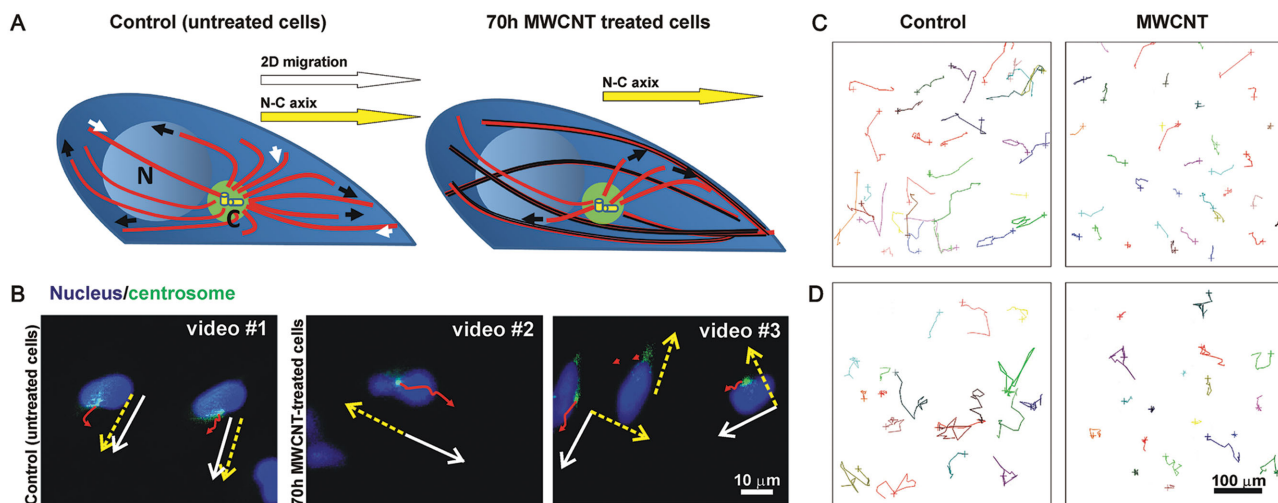 A
Control (untreated cells)
70h MWCNT treated cells
2D migration
N-C axix
N-C axix
N
C
B
Nucleus/centrosome
Control (untreated cells)
video #1
70h MWCNT-treated cells
video #2
video #3
10 μm
C
Control
MWCNT
D
100 μm